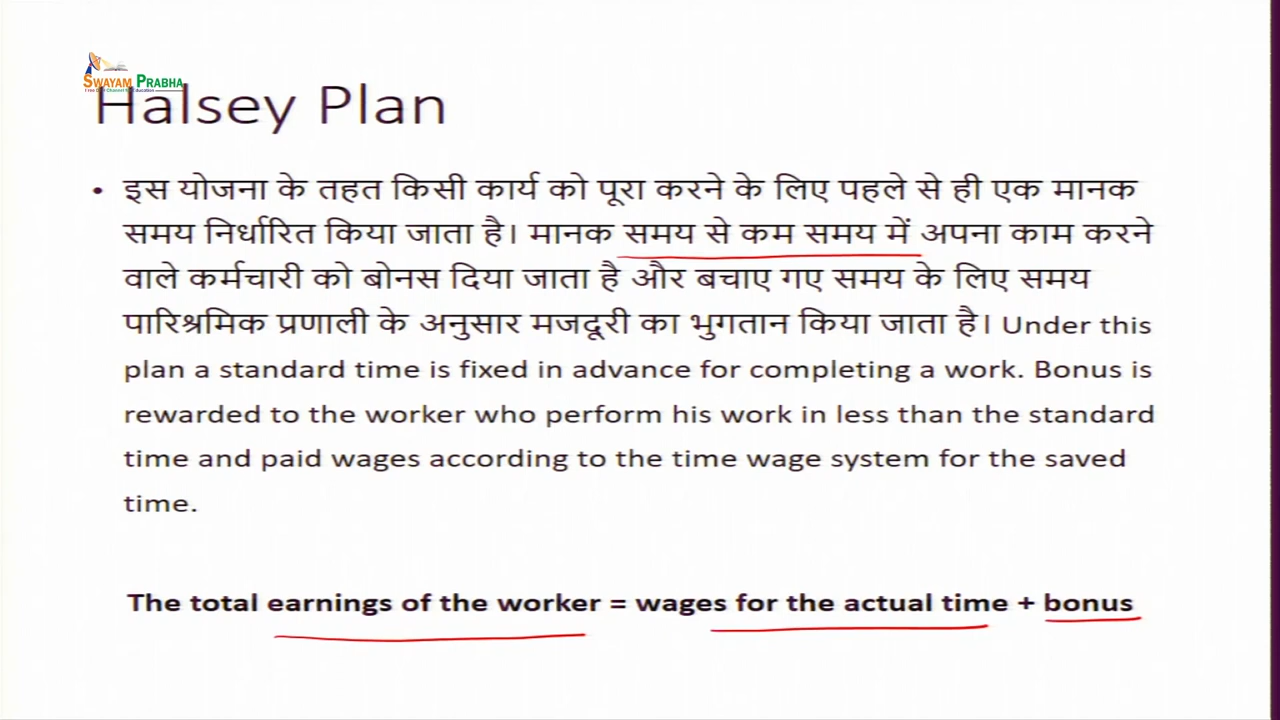 SWAYAM PRABHA
Halsey Plan
• इस योजना के तहत किसी कार्य को पूरा करने के लिए पहले से ही एक मानक
समय निर्धारित किया जाता है। मानक समय से कम समय में अपना काम करने
वाले कर्मचारी को बोनस दिया जाता है और बचाए गए समय के लिए समय
पारिश्रमिक प्रणाली के अनुसार मजदूरी का भुगतान किया जाता है। Under this
plan a standard time is fixed in advance for completing a work. Bonus is
rewarded to the worker who perform his work in less than the standard
time and paid wages according to the time wage system for the saved
time.
The total earnings of the worker = wages for the actual time + bonus